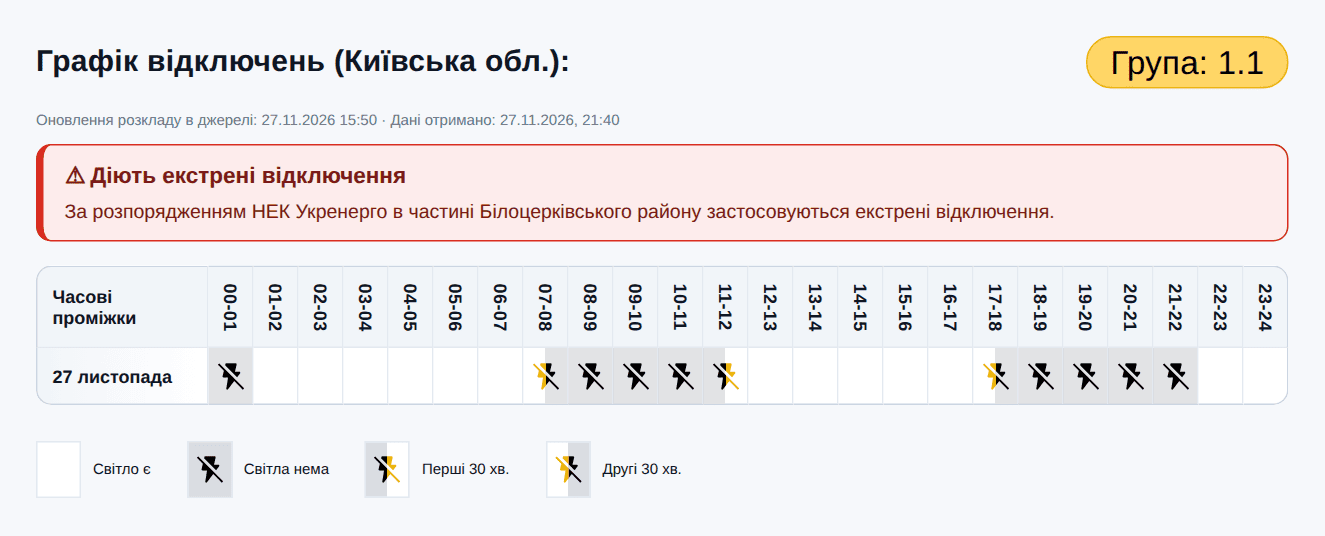 Графік відключень (Київська обл.):
Група: 1.1
Оновлення розкладу в джерелі: 27.11.2026 15:50 · Дані отримано: 27.11.2026, 21:40
⚠ Діють екстрені відключення
За розпорядженням НЕК Укренерго в частині Білоцерківського району застосовуються екстрені відключення.
Часові
проміжки
00-01 01-02 02-03 03-04 04-05 05-06 06-07 07-08 08-09 09-10 10-11 11-12 12-13 13-14 14-15 15-16 16-17 17-18 18-19 19-20 20-21 21-22 22-23 23-24
27 листопада
Світло є
Світла нема
Перші 30 хв.
Другі 30 хв.